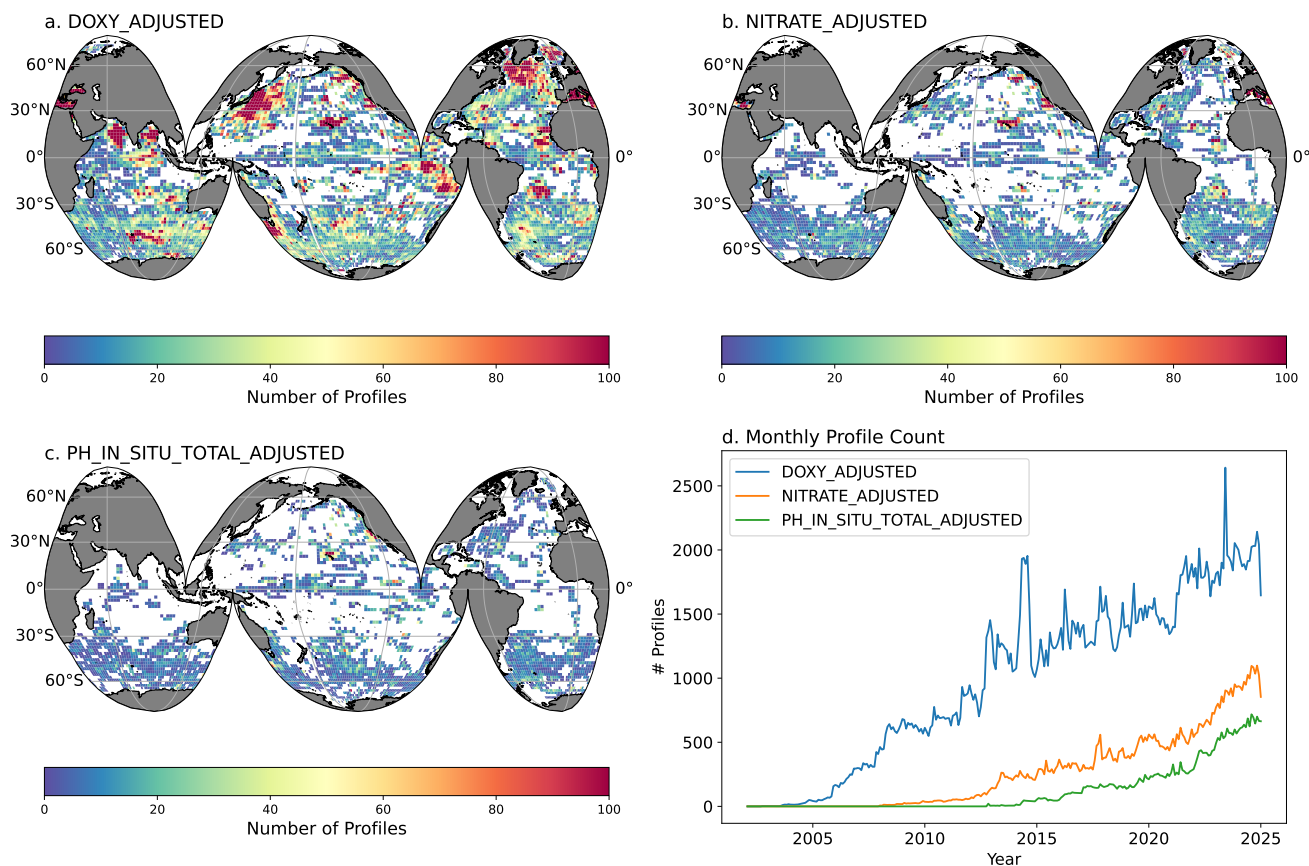 a. DOXY_ADJUSTED
60°N
30°N
0°
0°
30°S
60°S
0 20 40 60 80 100
Number of Profiles
b. NITRATE_ADJUSTED
60°N
30°N
0°
0°
30°S
60°S
0 20 40 60 80 100
Number of Profiles
c. PH_IN_SITU_TOTAL_ADJUSTED
60°N
30°N
0°
0°
30°S
60°S
0 20 40 60 80 100
Number of Profiles
d. Monthly Profile Count
DOXY_ADJUSTED
NITRATE_ADJUSTED
PH_IN_SITU_TOTAL_ADJUSTED
# Profiles
2500
2000
1500
1000
500
0
2005 2010 2015 2020 2025
Year